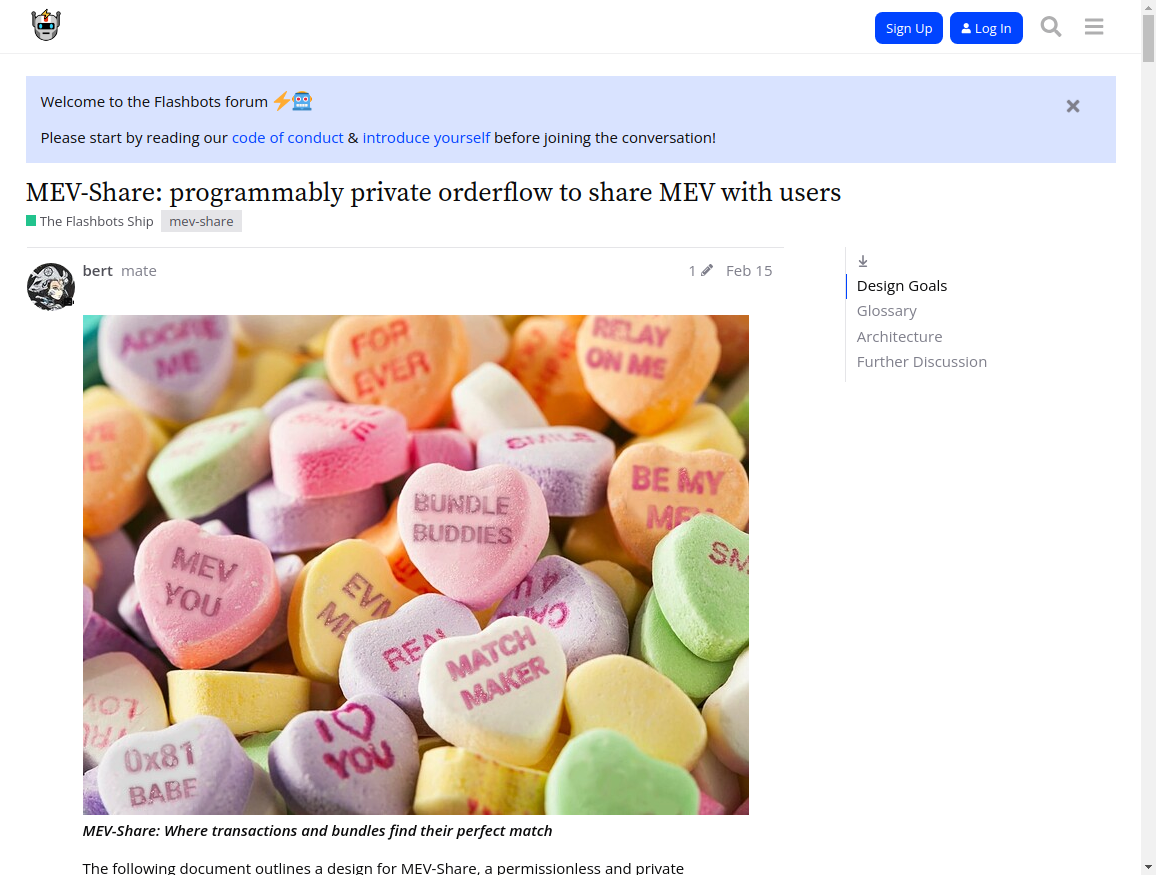 Sign Up
Log In
Welcome to the Flashbots forum
Please start by reading our code of conduct & introduce yourself before joining the conversation!
MEV-Share: programmably private orderflow to share MEV with users
The Flashbots Ship mev-share
bert mate
1 Feb 15
Design Goals
Glossary
Architecture
Further Discussion
ADORE
ME
FOR
EVER
RELAY
ON ME
SMILE
BE MY
MEV
BUNDLE
BUDDIES
MEV
YOU
EVM
ME
REAL
MATCH
MAKER
I
YOU
0x81
BABE
MEV-Share: Where transactions and bundles find their perfect match
The following document outlines a design for MEV-Share, a permissionless and private